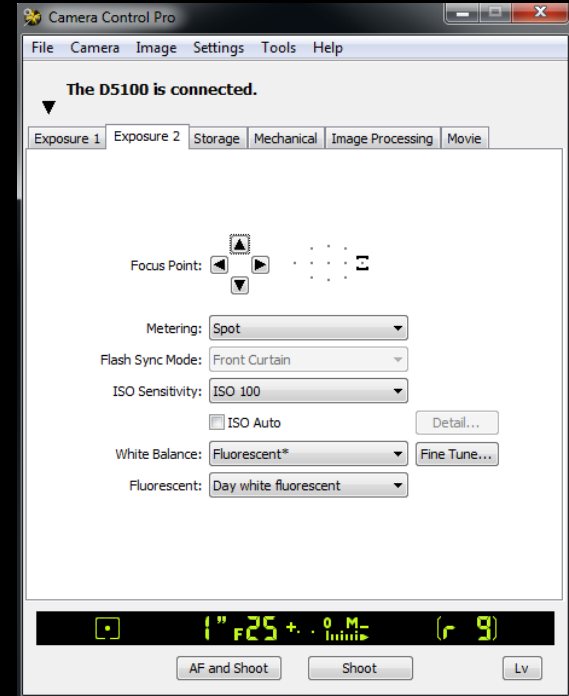 Camera Control Pro
File Camera Image Settings Tools Help
The D5100 is connected.
Exposure 1 Exposure 2 Storage Mechanical Image Processing Movie
Focus Point:
Metering: Spot
Flash Sync Mode: Front Curtain
ISO Sensitivity: ISO 100
ISO Auto Detail...
White Balance: Fluorescent* Fine Tune...
Fluorescent: Day white fluorescent
1" F25 +. . 0. . M- (r 9)
AF and Shoot Shoot Lv